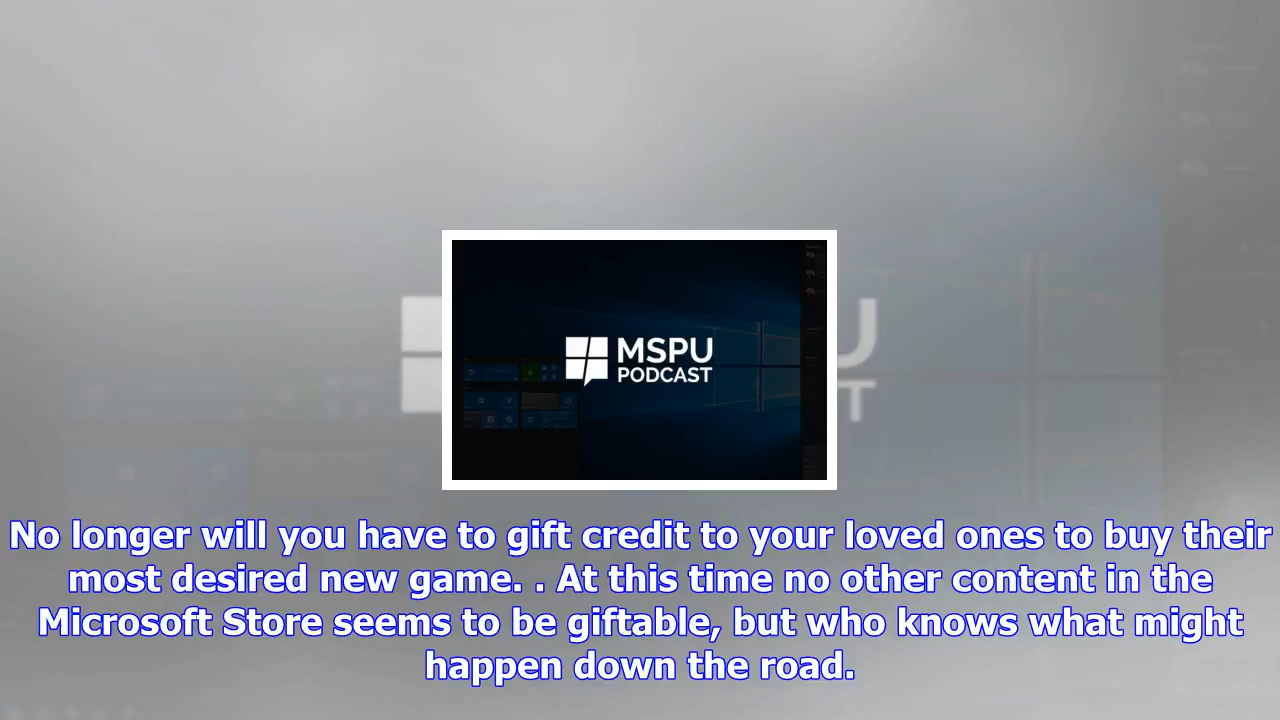 MSPU
PODCAST
No longer will you have to gift credit to your loved ones to buy their
most desired new game. . At this time no other content in the
Microsoft Store seems to be giftable, but who knows what might
happen down the road.